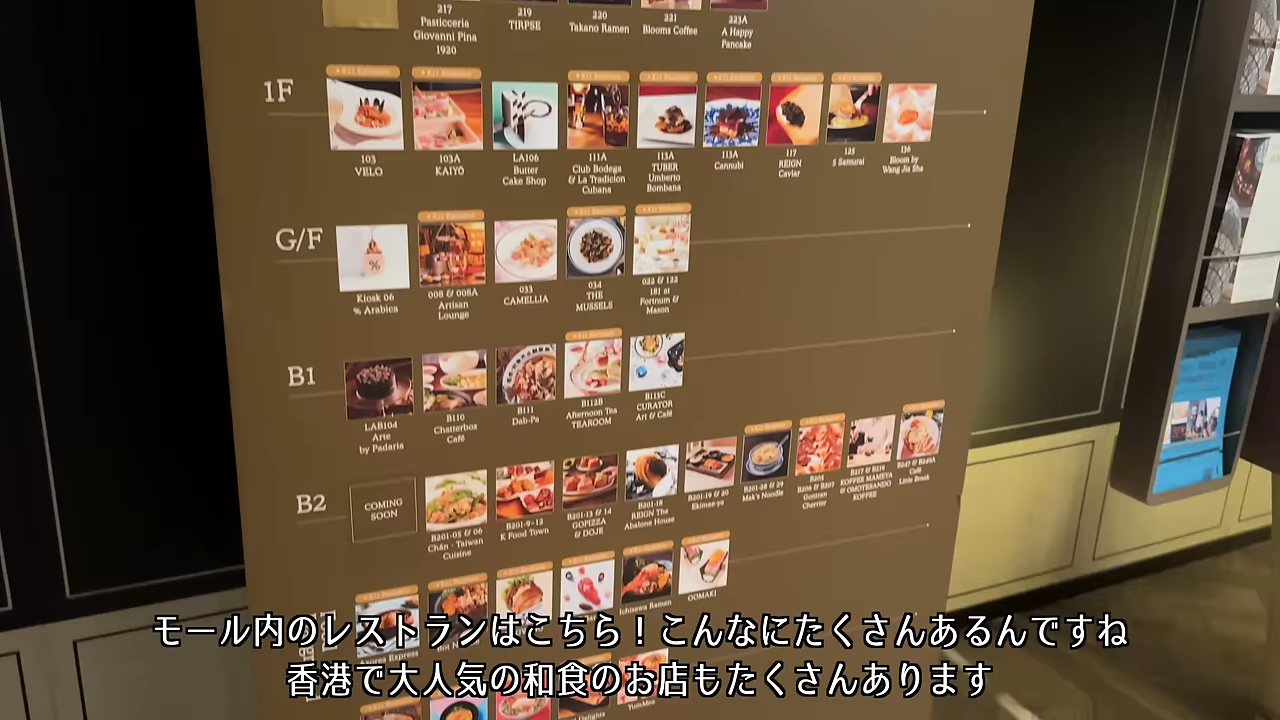 217
Pasticceria
Giovanni Pina
1920
219
TIRPSE
220
Takano Ramen
221
Blooms Coffee
223A
A Happy
Pancake
1F
103
VELO
103A
KAIYŌ
LA106
Butter
Cake Shop
111A
Club Bodega
& La Tradicion
Cubana
113A
TUBER
Umberto
Bombana
113A
Cannubi
117
REIGN
Caviar
125
$ Samurai
116
Bloom by
Wang Jia Sha
G/F
Kiosk 06
% Arabica
008 & 008A
Artisan
Lounge
033
CAMELLIA
034
THE
MUSSELS
022 & 122
181 at
Fortnum &
Mason
B1
LAB104
Arte
by Padaria
B110
Chatterbox
Café
B111
Dab-Pa
B112B
Afternoon Tea
TEAROOM
B113C
CURATOR
Art & Café
B2
COMING
SOON
B201-05 & 06
Chán · Taiwan
Cuisine
B201-9-12
K Food Town
B201-13 & 14
GOPIZZA
& DOJE
B201-18
REIGN The
Abalone House
B201-19 & 20
Ekimae-ya
B201-28 & 29
Mak's Noodle
B205
B206 & B207
Gontran
Cherrier
B217 & B219
KOFFEE MAMEYA
& OMOTESANDO
KOFFEE
B247 & B249A
Café
Little Break
Ichisawa Ramen
OOMAKI
モール内のレストランはこちら！こんなにたくさんあるんですね
香港で大人気の和食のお店もたくさんあります